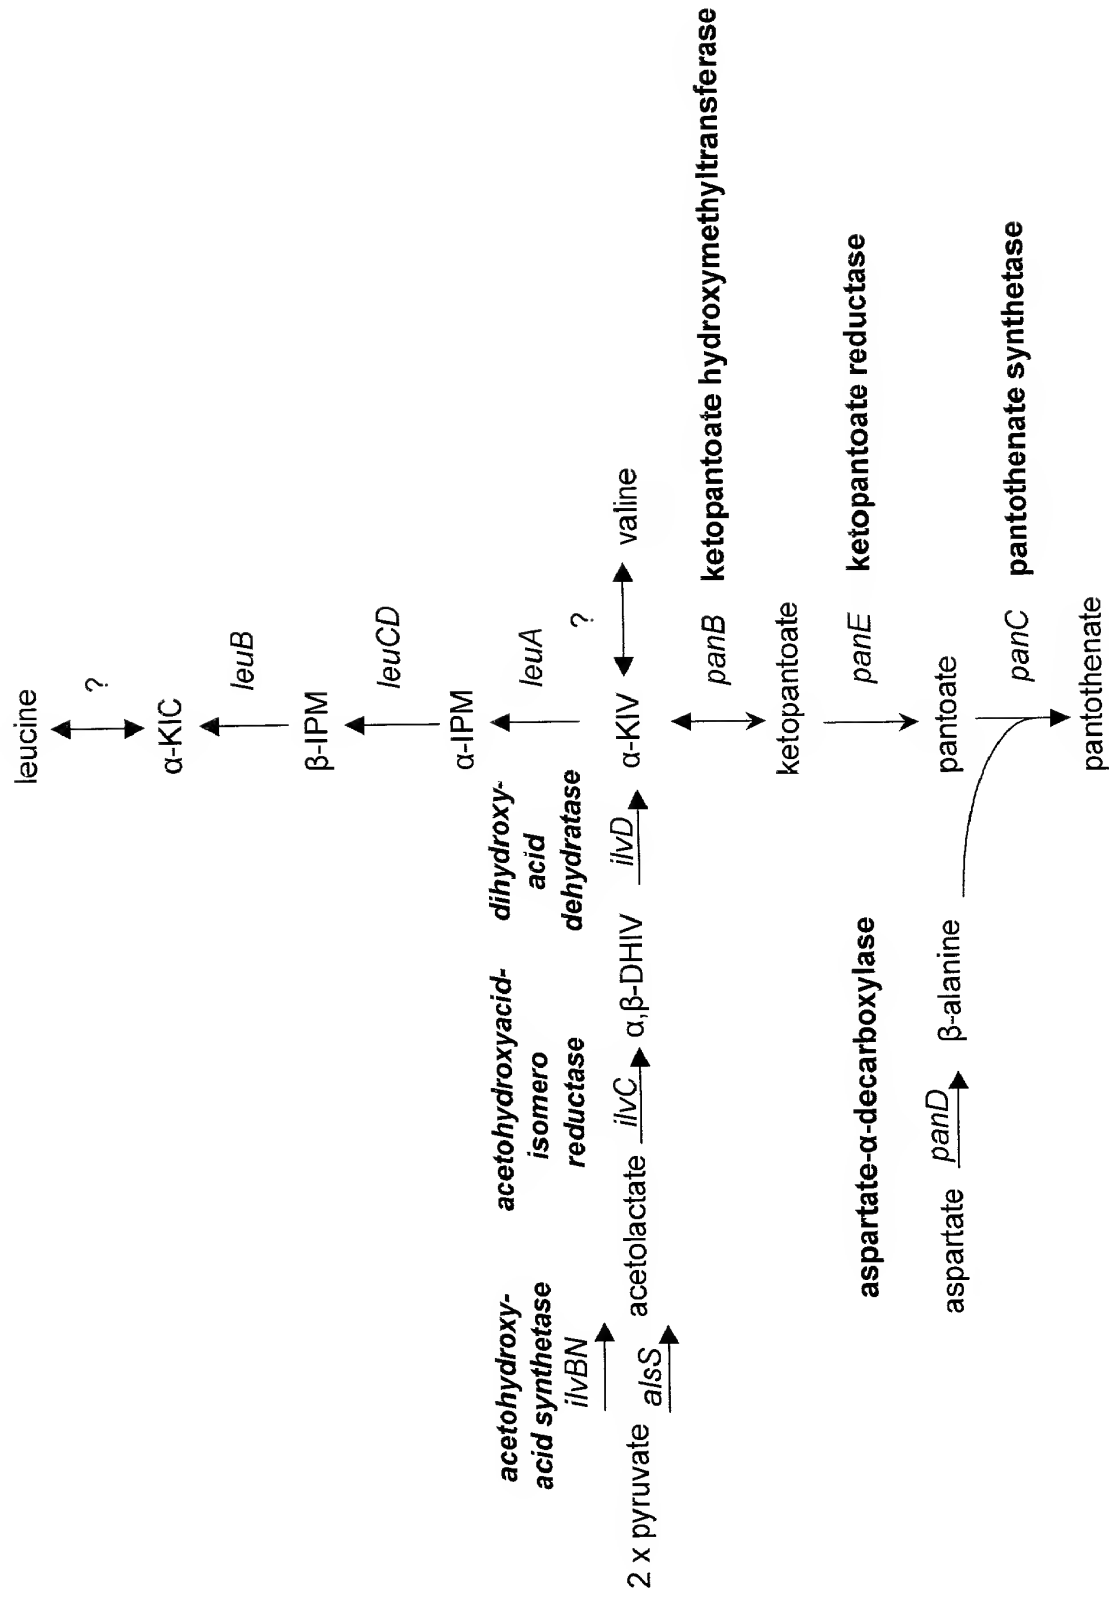 leucine
?
α-KIC
leuB
β-IPM
leuCD
α-IPM
leuA
acetohydroxy-
acid synthetase
ilvBN
acetohydroxyacid-
isomero
reductase
dihydroxy-
acid
dehydratase
?
2 x pyruvate
alsS
acetolactate
ilvC
α,β-DHIV
ilvD
α-KIV
valine
panB
ketopantoate hydroxymethyltransferase
ketopantoate
panE
ketopantoate reductase
aspartate-α-decarboxylase
aspartate
panD
β-alanine
pantoate
panC
pantothenate synthetase
pantothenate